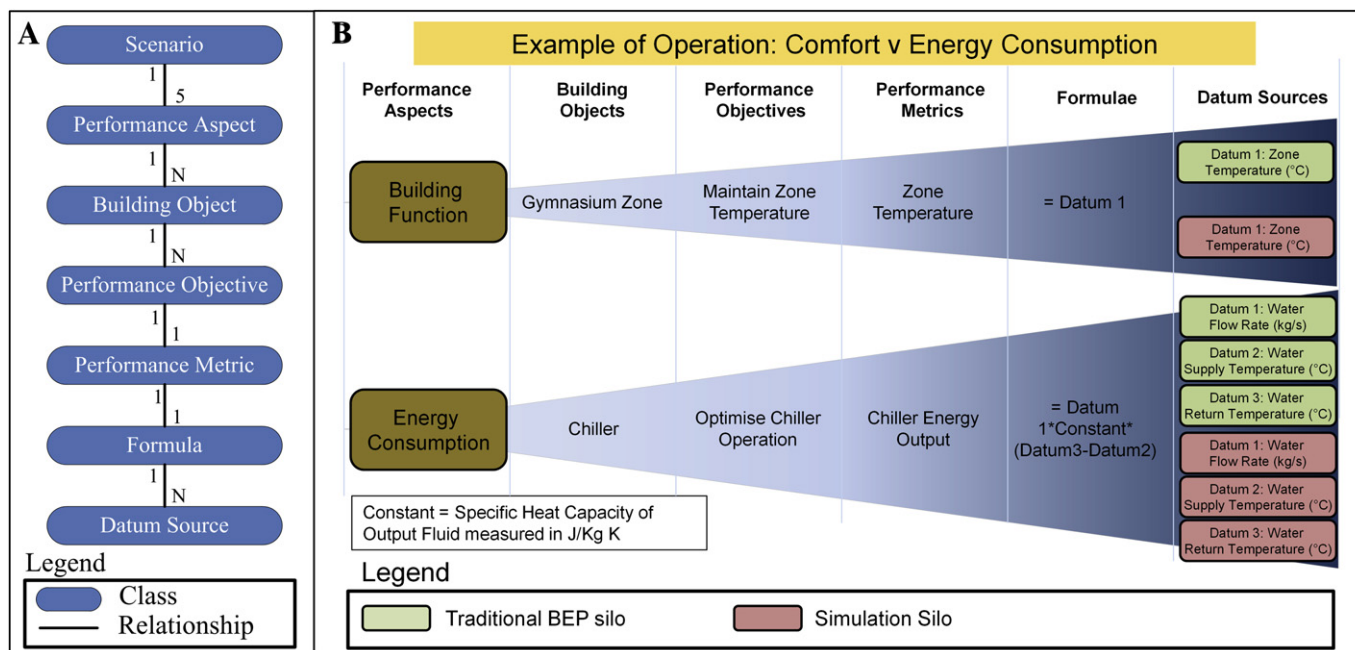 A
Scenario
1
5
Performance Aspect
1
N
Building Object
1
N
Performance Objective
1
1
Performance Metric
1
1
Formula
1
N
Datum Source
Legend
Class
Relationship
B
Example of Operation: Comfort v Energy Consumption
Performance
Aspects
Building
Objects
Performance
Objectives
Performance
Metrics
Formulae
Datum Sources
Building
Function
Gymnasium Zone
Maintain Zone
Temperature
Zone
Temperature
= Datum 1
Datum 1: Zone
Temperature (°C)
Datum 1: Zone
Temperature (°C)
Energy
Consumption
Chiller
Optimise Chiller
Operation
Chiller Energy
Output
= Datum
1*Constant*
(Datum3-Datum2)
Datum 1: Water
Flow Rate (kg/s)
Datum 2: Water
Supply Temperature (°C)
Datum 3: Water
Return Temperature (°C)
Datum 1: Water
Flow Rate (kg/s)
Datum 2: Water
Supply Temperature (°C)
Datum 3: Water
Return Temperature (°C)
Constant = Specific Heat Capacity of
Output Fluid measured in J/Kg K
Legend
Traditional BEP silo
Simulation Silo